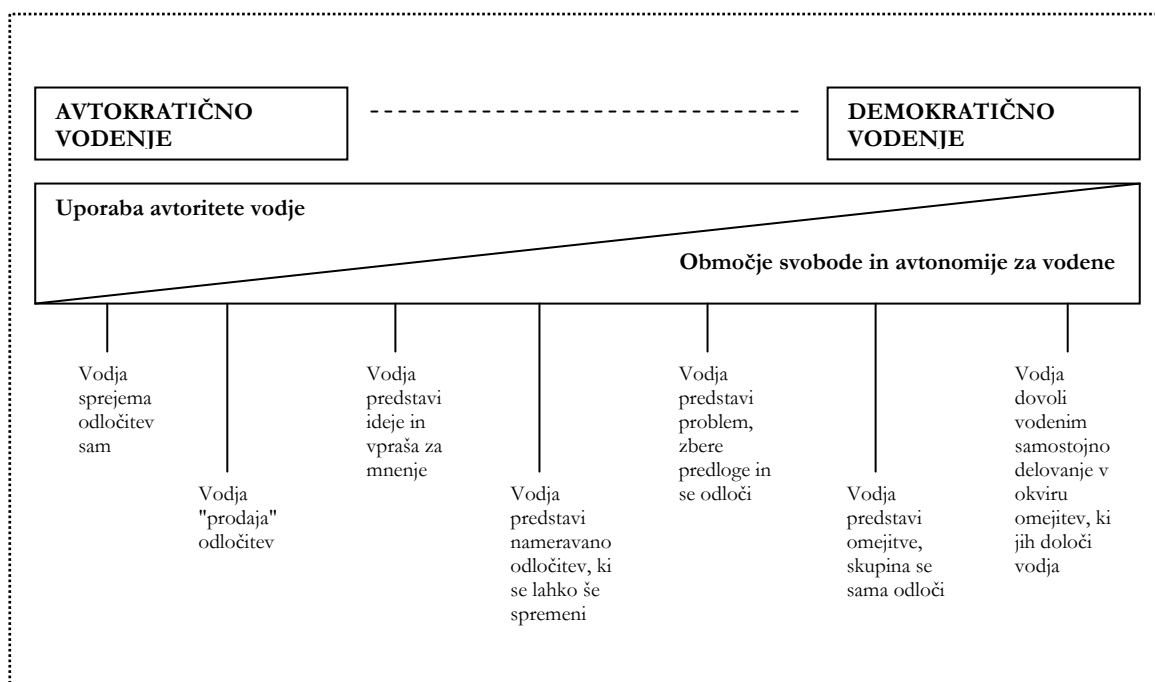 AVTOKRATIČNO
VODENJE
DEMOKRATIČNO
VODENJE
Uporaba avtoritete vodje
Območje svobode in avtonomije za vodene
Vodja
sprejema
odločitev
sam
Vodja
"prodaja"
odločitev
Vodja
predstavi
ideje in
vpraša za
mnenje
Vodja
predstavi
nameravano
odločitev, ki
se lahko še
spremeni
Vodja
predstavi
problem,
zbere
predloge in
se odloči
Vodja
predstavi
omejitve,
skupina se
sama odloči
Vodja
dovoli
vodenim
samostojno
delovanje v
okviru
omejitev, ki
jih določi
vodja